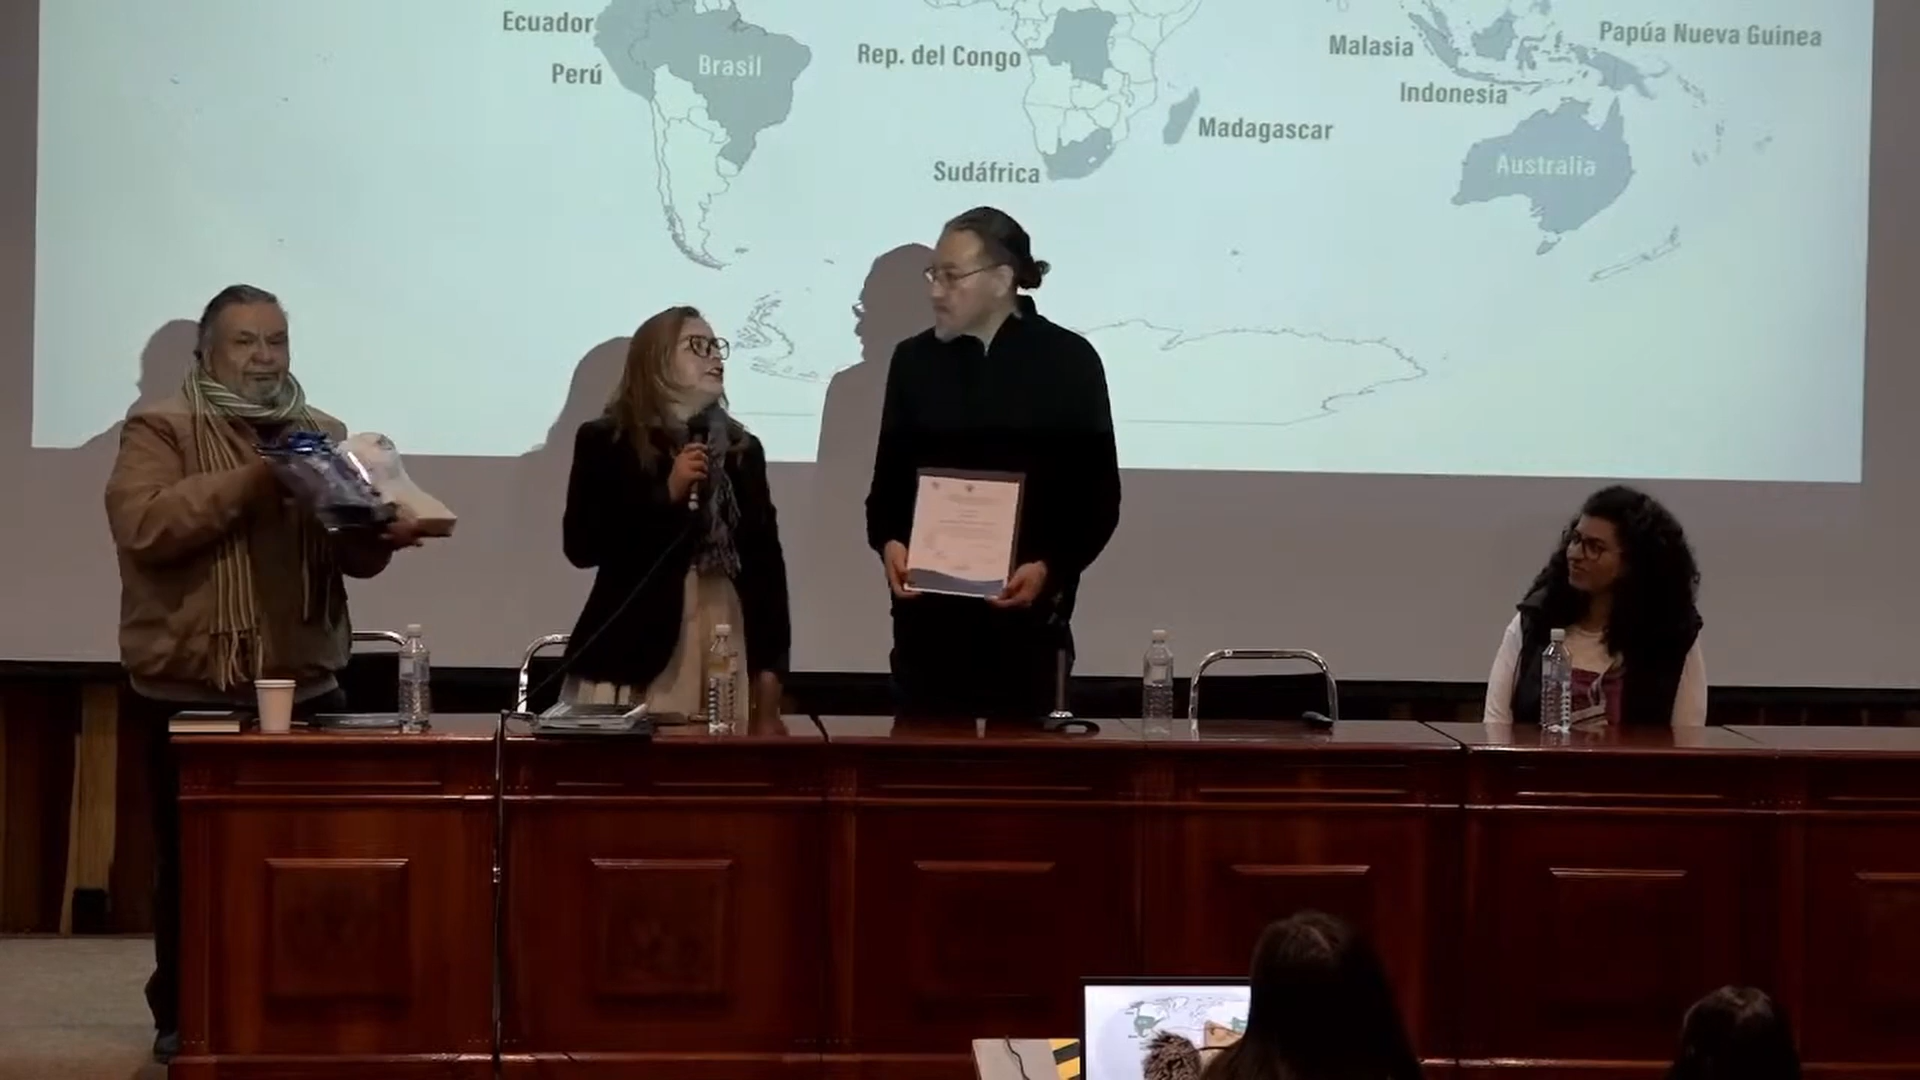 Ecuador
Perú
Brasil
Rep. del Congo
Madagascar
Sudáfrica
Malasia
Papúa Nueva Guinea
Indonesia
Australia